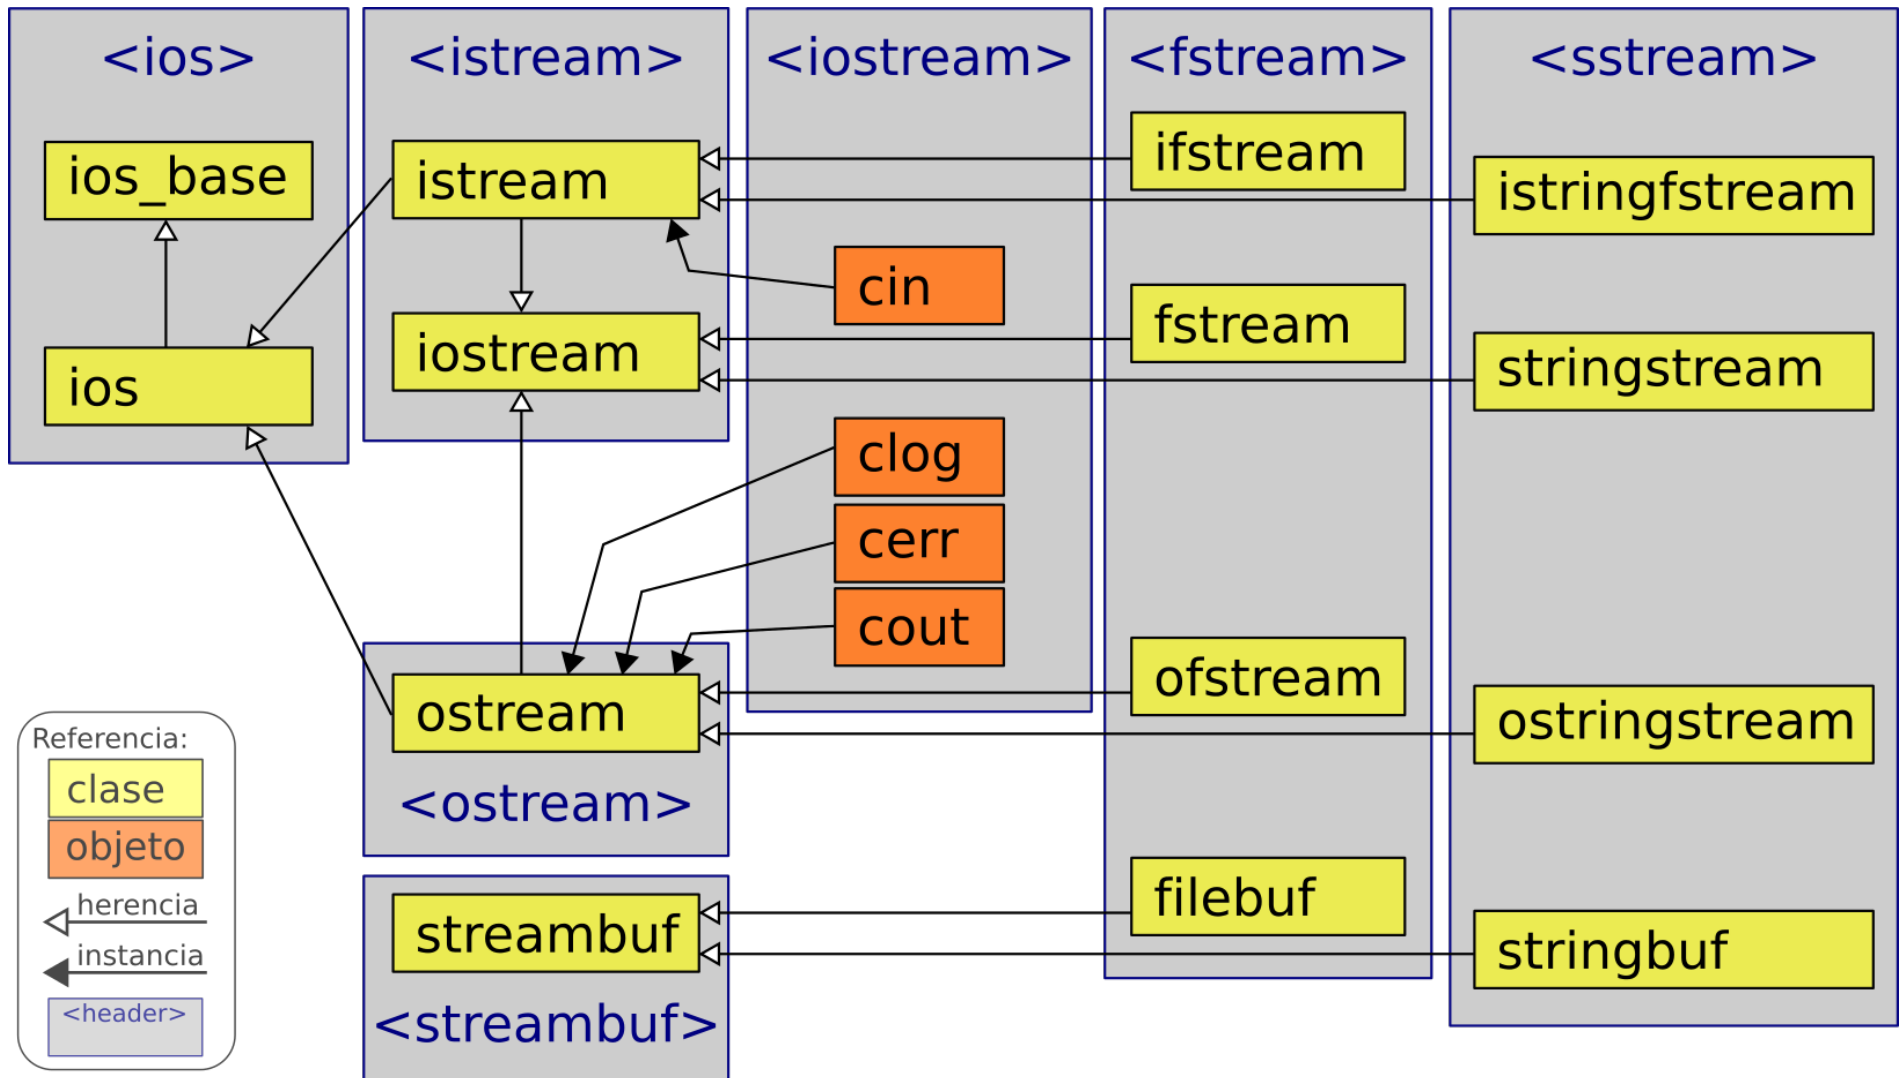 <ios>
ios_base
ios
<istream>
istream
iostream
<iostream>
cin
clog
cerr
cout
<fstream>
ifstream
fstream
ofstream
filebuf
<sstream>
istringfstream
stringstream
ostringstream
stringbuf
ostream
<ostream>
streambuf
<streambuf>
Referencia:
clase
objeto
herencia
instancia
<header>